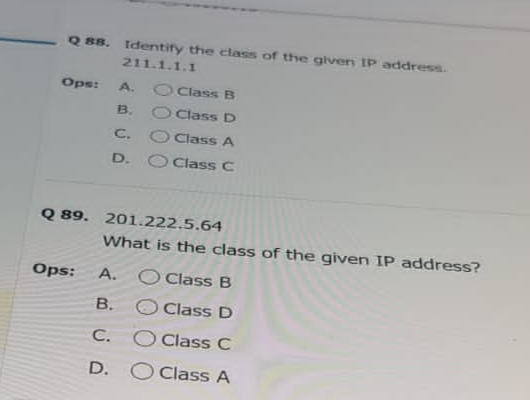 Q 88. Identify the class of the given IP address.
211.1.1.1
Ops: A. Class B
B. Class D
C. Class A
D. Class C
Q 89. 201.222.5.64
What is the class of the given IP address?
Ops: A. Class B
B. Class D
C. Class C
D. Class A